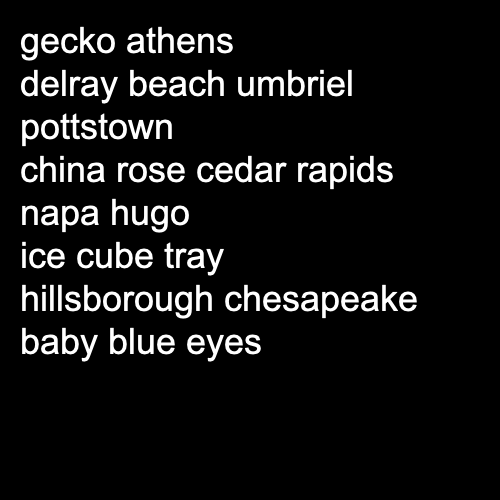 gecko athens
delray beach umbriel
pottstown
china rose cedar rapids
napa hugo
ice cube tray
hillsborough chesapeake
baby blue eyes